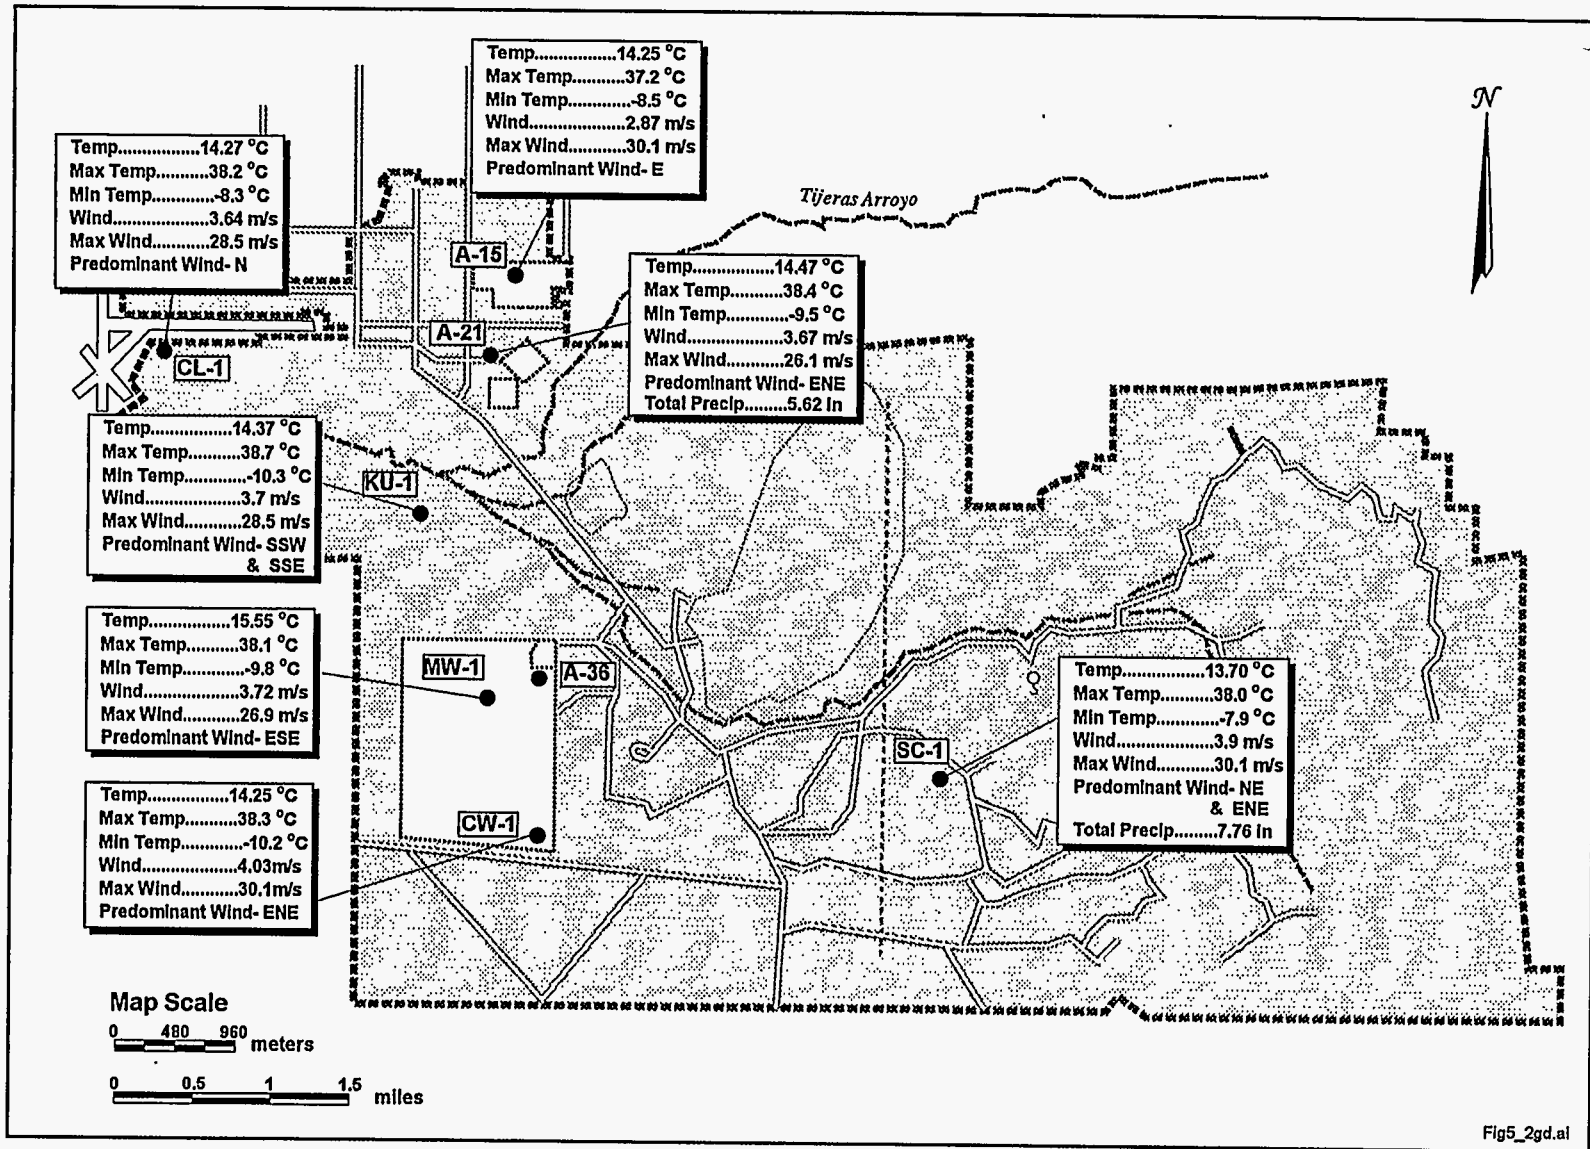 Temp.................14.25 °C
Max Temp...........37.2 °C
Min Temp............-8.5 °C
Wind.....................2.87 m/s
Max Wind............30.1 m/s
Predominant Wind- E
N
Temp.................14.27 °C
Max Temp...........38.2 °C
Min Temp............-8.3 °C
Wind.....................3.64 m/s
Max Wind............28.5 m/s
Predominant Wind- N
Tijeras Arroyo
A-15
Temp.................14.47 °C
Max Temp...........38.4 °C
Min Temp............-9.5 °C
Wind.....................3.67 m/s
Max Wind............26.1 m/s
Predominant Wind- ENE
Total Precip.........5.62 in
A-21
CL-1
Temp.................14.37 °C
Max Temp...........38.7 °C
Min Temp............-10.3 °C
Wind.....................3.7 m/s
Max Wind............28.5 m/s
Predominant Wind- SSW
& SSE
KU-1
Temp.................15.55 °C
Max Temp...........38.1 °C
Min Temp............-9.8 °C
Wind.....................3.72 m/s
Max Wind............26.9 m/s
Predominant Wind- ESE
MW-1
A-36
Temp.................13.70 °C
Max Temp...........38.0 °C
Min Temp............-7.9 °C
Wind.....................3.9 m/s
Max Wind............30.1 m/s
Predominant Wind- NE
& ENE
Total Precip.........7.76 in
SC-1
Temp.................14.25 °C
Max Temp...........38.3 °C
Min Temp............-10.2 °C
Wind.....................4.03m/s
Max Wind............30.1m/s
Predominant Wind- ENE
CW-1
Map Scale
0 480 960
meters
0 0.5 1 1.5
miles
Fig5_2gd.ai